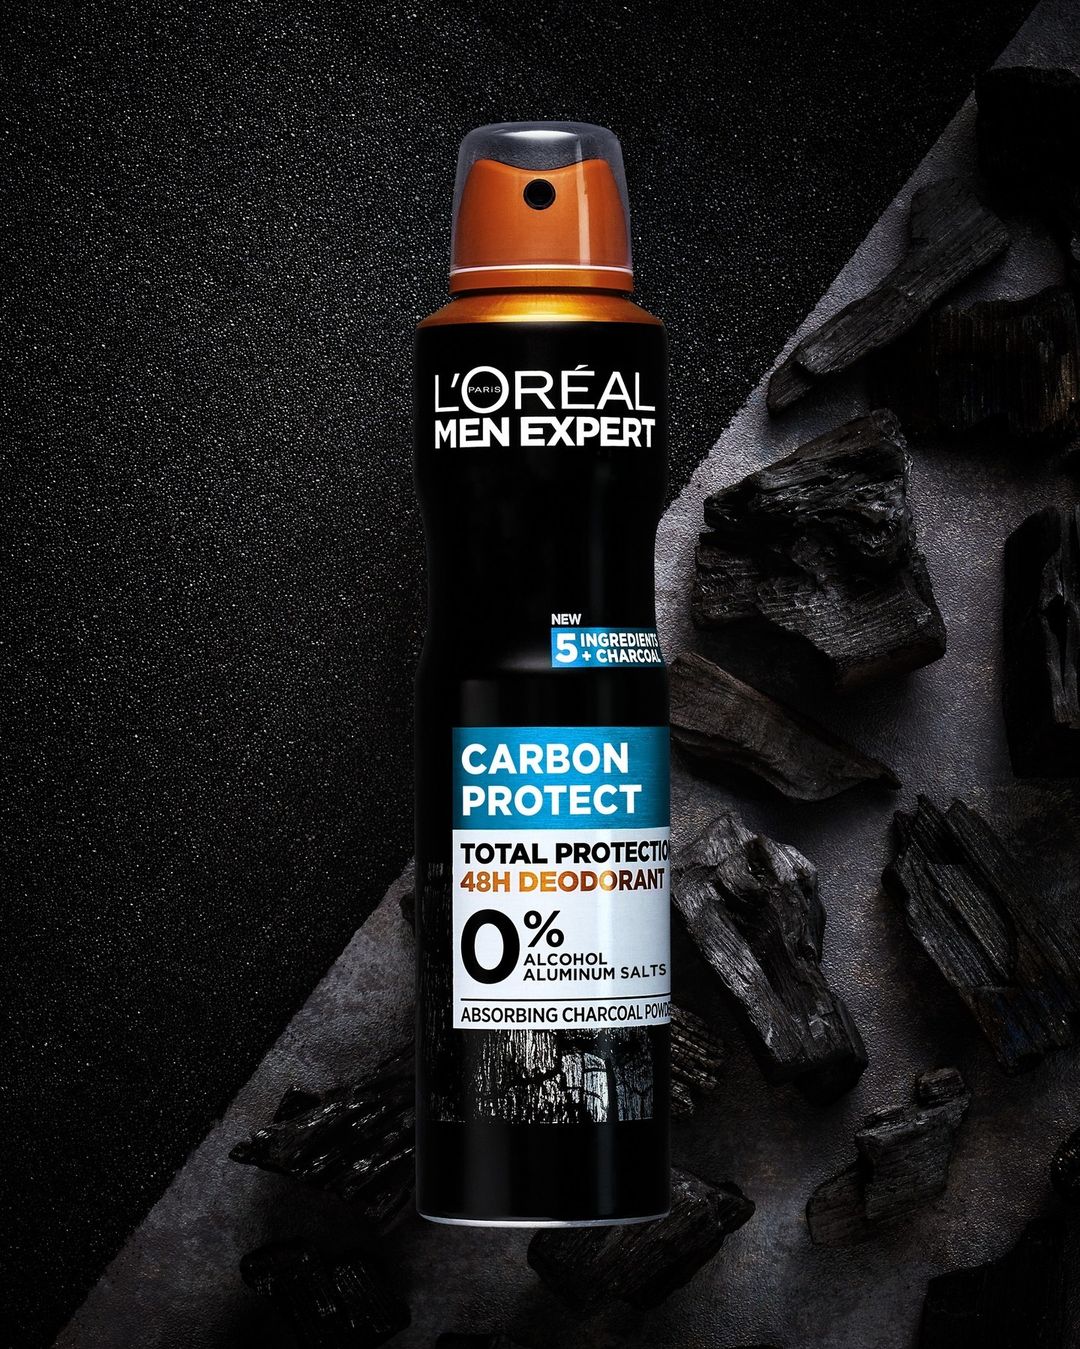 L'ORÉAL
PARIS
MEN EXPERT
NEW
5 INGREDIENTS
+ CHARCOAL
CARBON
PROTECT
TOTAL PROTECTIO
48H DEODORANT
0%
ALCOHOL
ALUMINUM SALTS
ABSORBING CHARCOAL POWDE